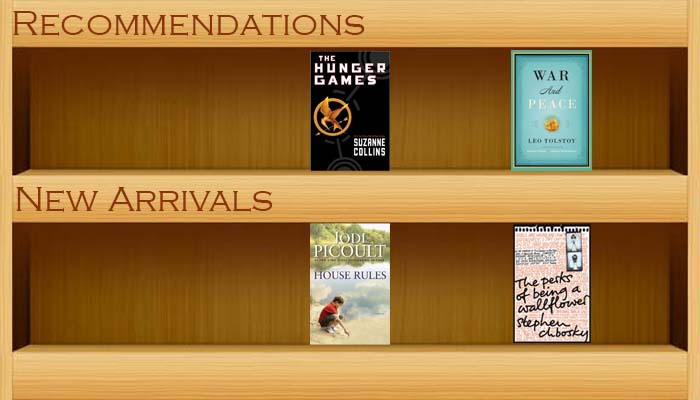 RECOMMENDATIONS
THE
HUNGER
GAMES
SUZANNE
COLLINS
WAR
And
PEACE
LEO TOLSTOY
NEW ARRIVALS
JODI
PICOULT
HOUSE RULES
The perks
of being a
wallflower
stephen
chbosky